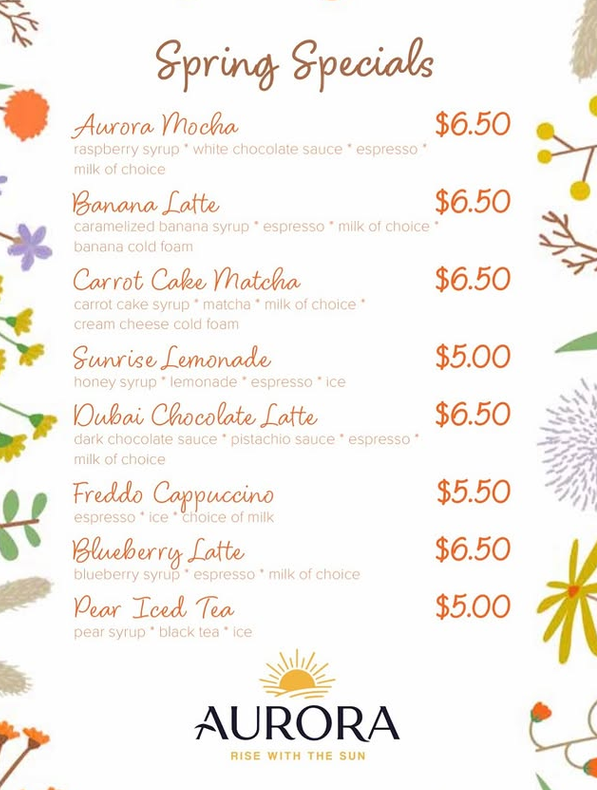 Spring Specials
Aurora Mocha $6.50
raspberry syrup * white chocolate sauce * espresso *
milk of choice
Banana Latte $6.50
caramelized banana syrup * espresso * milk of choice *
banana cold foam
Carrot Cake Matcha $6.50
carrot cake syrup * matcha * milk of choice *
cream cheese cold foam
Sunrise Lemonade $5.00
honey syrup * lemonade * espresso * ice
Dubai Chocolate Latte $6.50
dark chocolate sauce * pistachio sauce * espresso *
milk of choice
Freddo Cappuccino $5.50
espresso * ice * choice of milk
Blueberry Latte $6.50
blueberry syrup * espresso * milk of choice
Pear Iced Tea $5.00
pear syrup * black tea * ice
AURORA
RISE WITH THE SUN